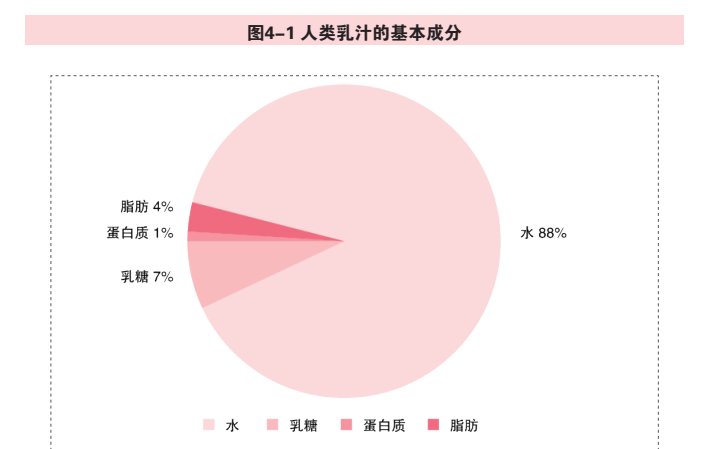 图4-1 人类乳汁的基本成分
脂肪 4%
蛋白质 1%
水 88%
乳糖 7%
水 乳糖 蛋白质 脂肪